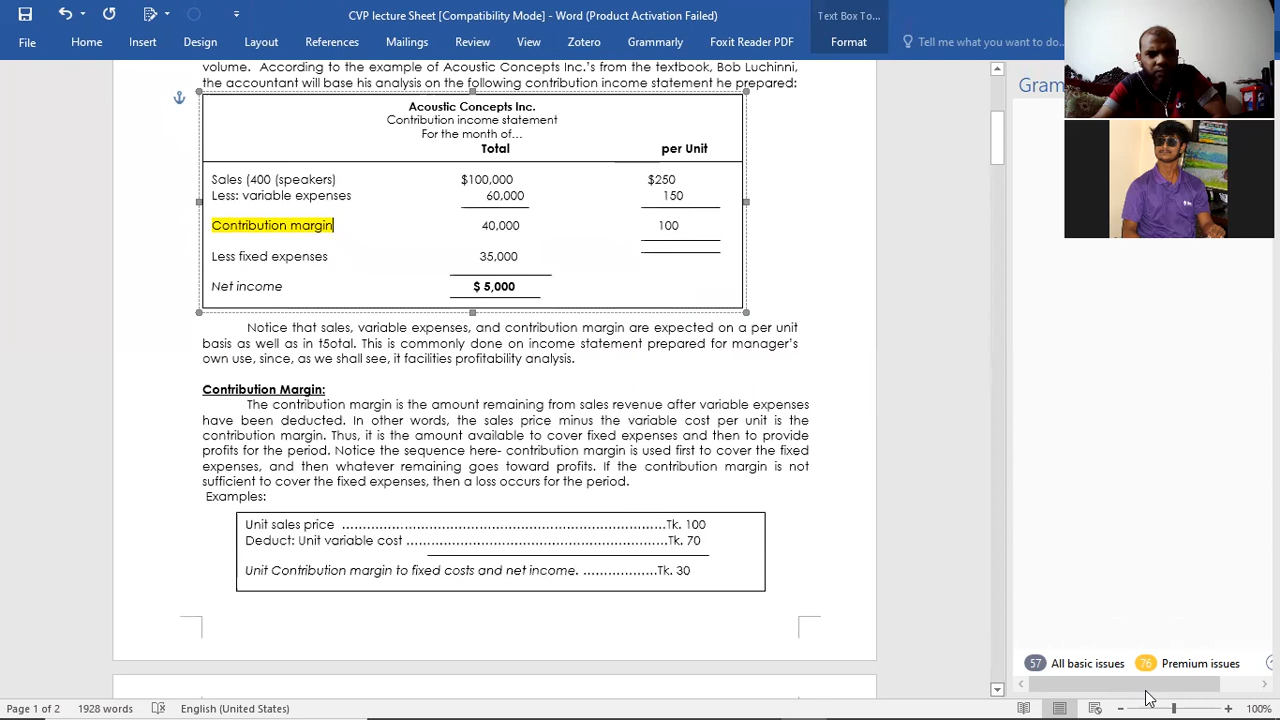 CVP lecture Sheet [Compatibility Mode] - Word (Product Activation Failed)
Text Box To...
File Home Insert Design Layout References Mailings Review View Zotero Grammarly Foxit Reader PDF Format Tell me what you want to do...
volume. According to the example of Acoustic Concepts Inc.'s from the textbook, Bob Luchinni,
the accountant will base his analysis on the following contribution income statement he prepared:
Gram
Acoustic Concepts Inc.
Contribution income statement
For the month of...
Total per Unit
Sales (400 (speakers) $100,000 $250
Less: variable expenses 60,000 150
Contribution margin 40,000 100
Less fixed expenses 35,000
Net income $ 5,000
Notice that sales, variable expenses, and contribution margin are expected on a per unit
basis as well as in t5otal. This is commonly done on income statement prepared for manager's
own use, since, as we shall see, it facilities profitability analysis.
Contribution Margin:
The contribution margin is the amount remaining from sales revenue after variable expenses
have been deducted. In other words, the sales price minus the variable cost per unit is the
contribution margin. Thus, it is the amount available to cover fixed expenses and then to provide
profits for the period. Notice the sequence here- contribution margin is used first to cover the fixed
expenses, and then whatever remaining goes toward profits. If the contribution margin is not
sufficient to cover the fixed expenses, then a loss occurs for the period.
Examples:
Unit sales price ............................................................................Tk. 100
Deduct: Unit variable cost ..............................................................Tk. 70
Unit Contribution margin to fixed costs and net income. ..................Tk. 30
57 All basic issues 76 Premium issues
Page 1 of 2 1928 words English (United States) 100%